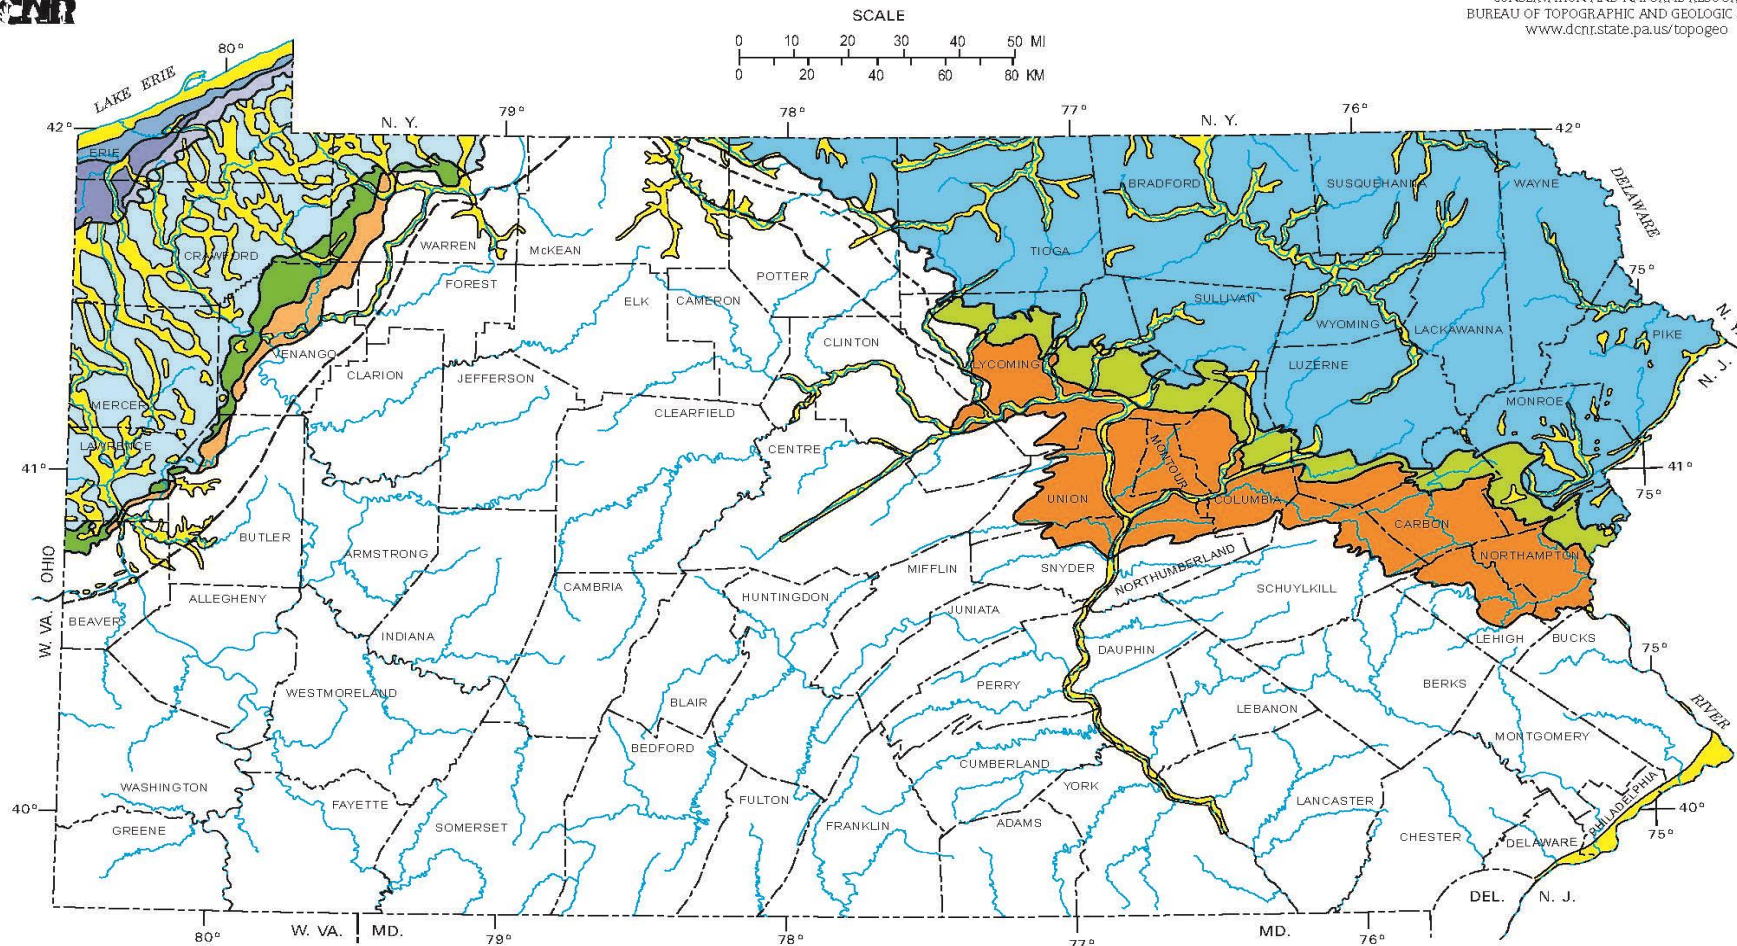 CNR
SCALE
0 10 20 30 40 50 MI
0 20 40 60 80 KM
BUREAU OF TOPOGRAPHIC AND GEOLOGIC
www.dcnr.state.pa.us/topogeo
80°
LAKE ERIE
42°
N. Y.
79°
78°
77°
N. Y.
76°
42°
ERIE
BRADFORD
SUSQUEHANNA
WAYNE
DELAWARE
CRAWFORD
WARREN
McKEAN
TIOGA
POTTER
75°
FOREST
ELK
CAMERON
SULLIVAN
N. Y.
N. J.
WYOMING
LACKAWANNA
PIKE
VENANGO
CLINTON
LYCOMING
LUZERNE
CLARION
JEFFERSON
MERCER
CLEARFIELD
MONROE
LAWRENCE
CENTRE
MONTOUR
41°
41°
75°
UNION
COLUMBIA
CARBON
BUTLER
ARMSTRONG
NORTHAMPTON
OHIO
W. VA.
MIFFLIN
SNYDER
NORTHUMBERLAND
CAMBRIA
HUNTINGDON
SCHUYLKILL
ALLEGHENY
JUNIATA
BEAVER
INDIANA
LEHIGH
BUCKS
DAUPHIN
75°
WESTMORELAND
PERRY
BERKS
BLAIR
LEBANON
RIVER
BEDFORD
MONTGOMERY
CUMBERLAND
WASHINGTON
YORK
FAYETTE
FULTON
LANCASTER
PHILADELPHIA
40°
40°
75°
GREENE
SOMERSET
FRANKLIN
ADAMS
CHESTER
DELAWARE
DEL.
N. J.
80°
W. VA.
MD.
79°
78°
77°
MD.
76°